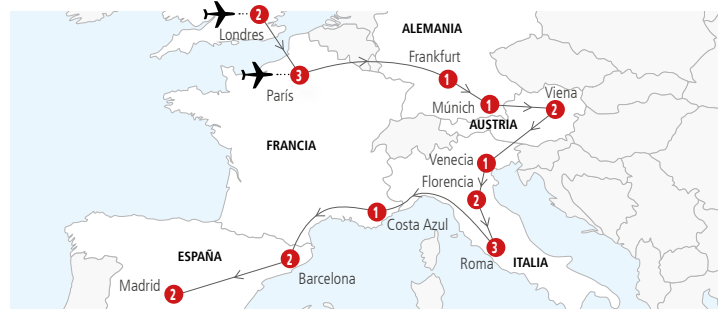 2
Londres
ALEMANIA
3
París
Frankfurt
1
Múnich
1
Viena
2
AUSTRIA
FRANCIA
Venecia
1
Florencia
2
1
Costa Azul
3
Roma
ITALIA
ESPAÑA
2
Barcelona
Madrid
2